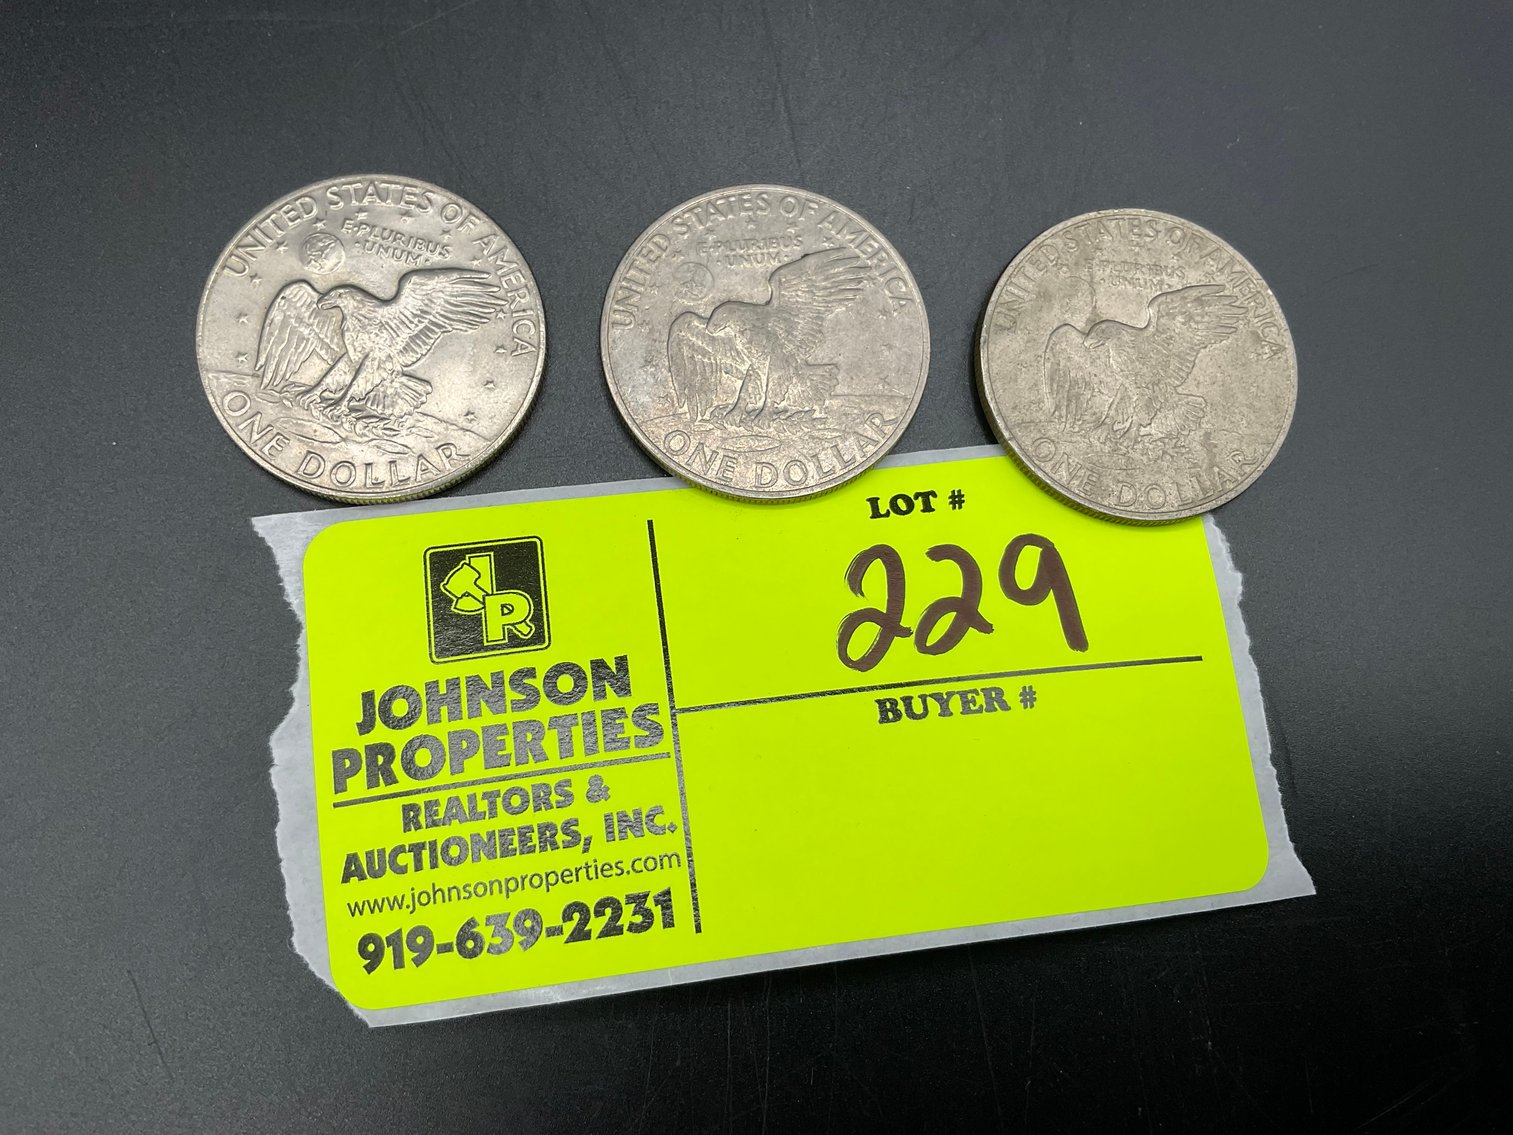 UNITED STATES OF AMERICA
E·PLURIBUS
UNUM
ONE DOLLAR
UNITED STATES OF AMERICA
E·PLURIBUS
UNUM
ONE DOLLAR
UNITED STATES OF AMERICA
E·PLURIBUS
UNUM
ONE DOLLAR
JR
JOHNSON
PROPERTIES
REALTORS &
AUCTIONEERS, INC.
www.johnsonproperties.com
919-639-2231
LOT #
229
BUYER #